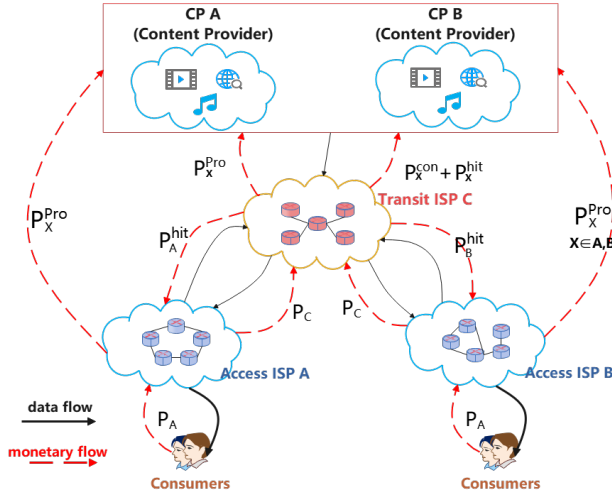 CP A
(Content Provider)
CP B
(Content Provider)
P_X^Pro
P_X^con + P_X^hit
Transit ISP C
P_X^Pro
P_X^Pro
X∈A,B
P_A^hit
P_B^hit
P_C
P_C
Access ISP A
Access ISP B
data flow
P_A
P_A
monetary flow
Consumers
Consumers